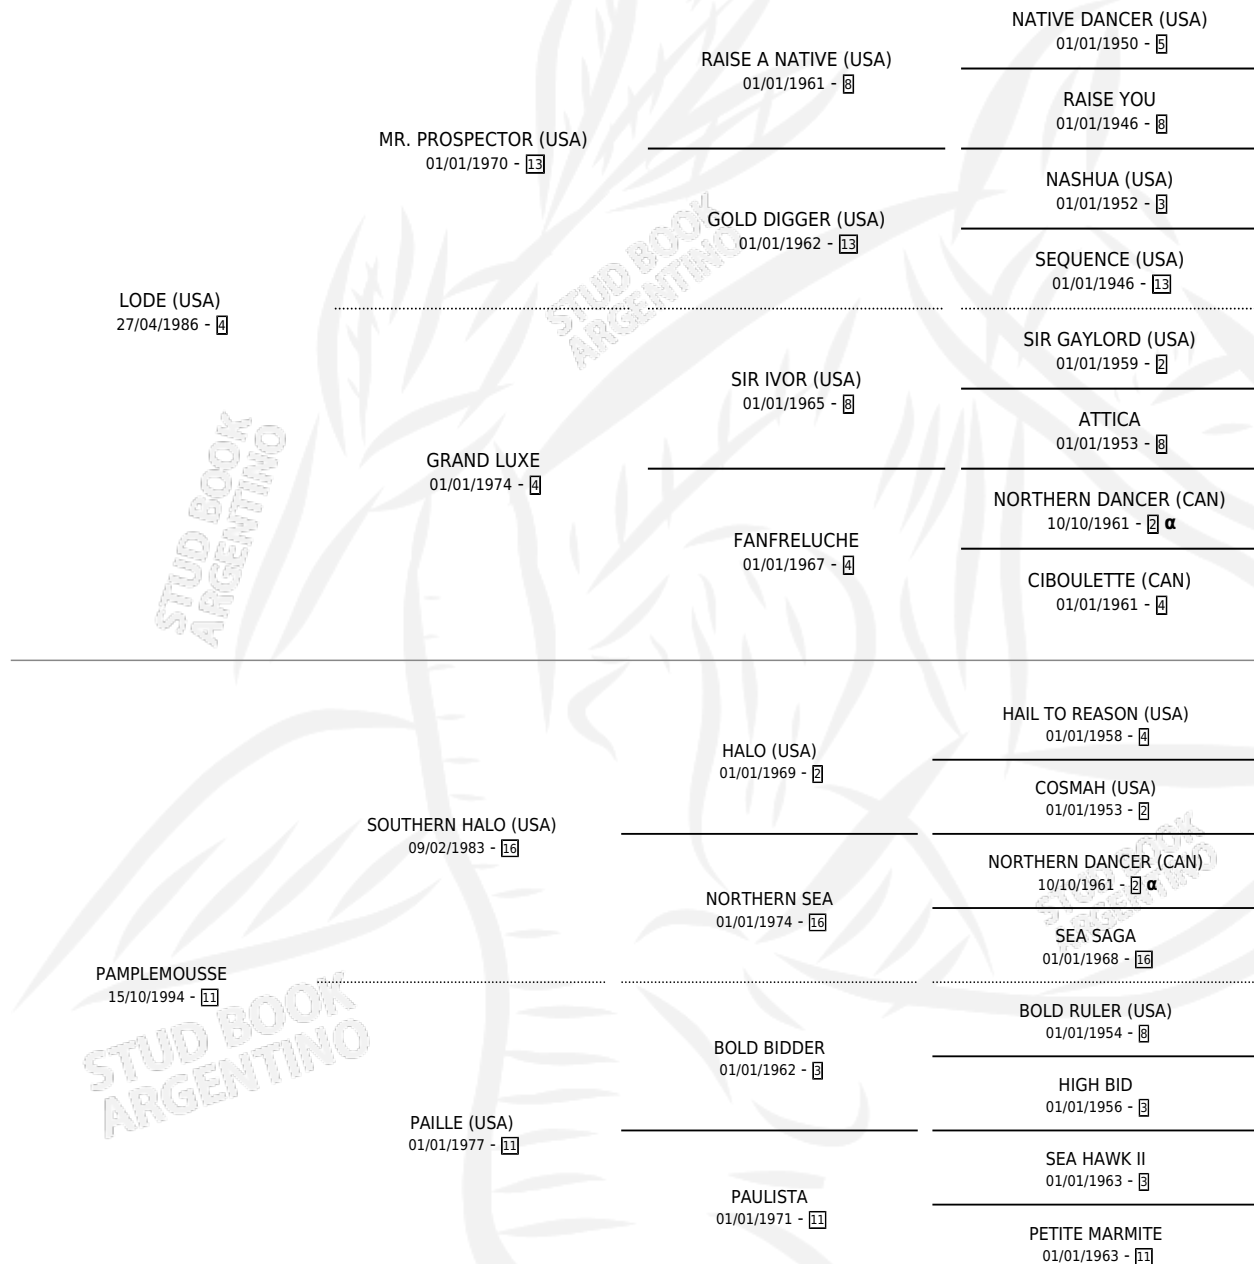 NATIVE DANCER (USA)
01/01/1950 - 5
RAISE A NATIVE (USA)
01/01/1961 - 8
RAISE YOU
01/01/1946 - 8
MR. PROSPECTOR (USA)
01/01/1970 - 13
NASHUA (USA)
01/01/1952 - 3
GOLD DIGGER (USA)
01/01/1962 - 13
SEQUENCE (USA)
01/01/1946 - 13
LODE (USA)
27/04/1986 - 4
SIR GAYLORD (USA)
01/01/1959 - 2
SIR IVOR (USA)
01/01/1965 - 8
ATTICA
01/01/1953 - 8
GRAND LUXE
01/01/1974 - 4
NORTHERN DANCER (CAN)
10/10/1961 - 2 α
FANFRELUCHE
01/01/1967 - 4
CIBOULETTE (CAN)
01/01/1961 - 4
HAIL TO REASON (USA)
01/01/1958 - 4
HALO (USA)
01/01/1969 - 2
COSMAH (USA)
01/01/1953 - 2
SOUTHERN HALO (USA)
09/02/1983 - 16
NORTHERN DANCER (CAN)
10/10/1961 - 2 α
NORTHERN SEA
01/01/1974 - 16
SEA SAGA
01/01/1968 - 16
PAMPLEMOUSSE
15/10/1994 - 11
BOLD RULER (USA)
01/01/1954 - 8
BOLD BIDDER
01/01/1962 - 3
HIGH BID
01/01/1956 - 3
PAILLE (USA)
01/01/1977 - 11
SEA HAWK II
01/01/1963 - 3
PAULISTA
01/01/1971 - 11
PETITE MARMITE
01/01/1963 - 11
STUD BOOK
ARGENTINO
STUD BOOK
ARGENTINO
STUD BOOK
ARGENTINO
STUD BOOK
ARGENTINO